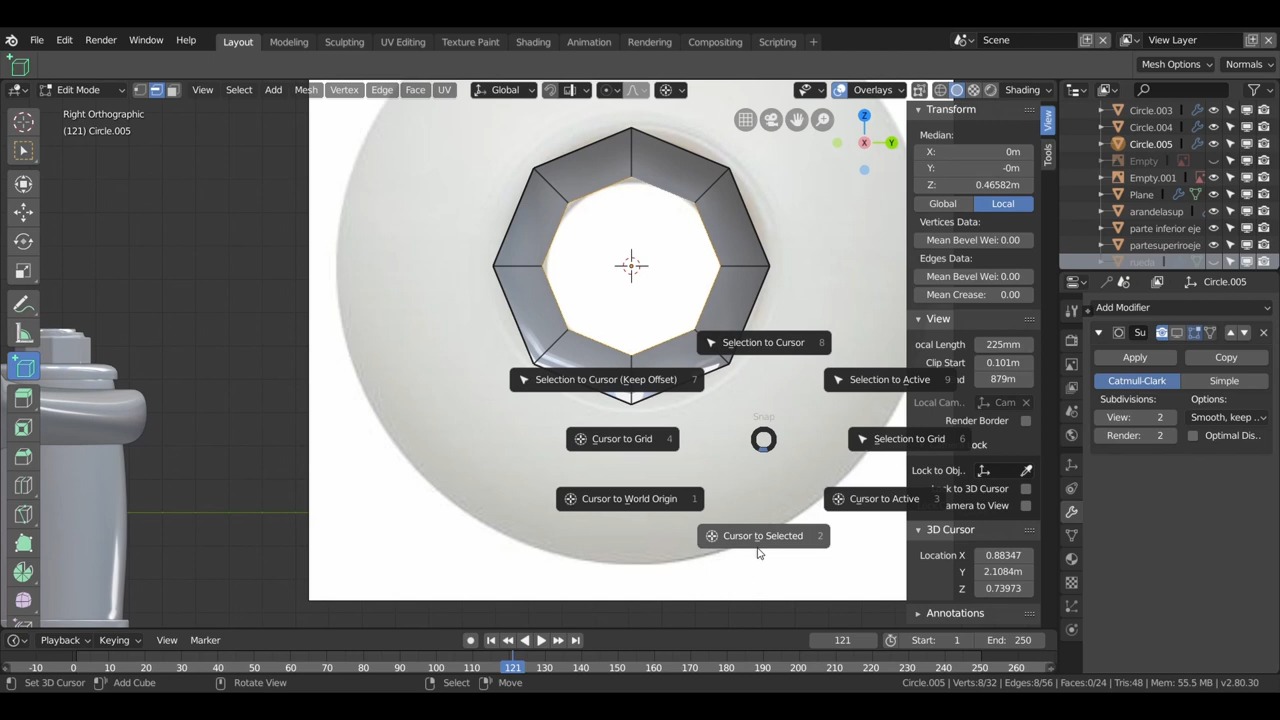 File Edit Render Window Help Layout Modeling Sculpting UV Editing Texture Paint Shading Animation Rendering Compositing Scripting + Scene View Layer
Mesh Options Normals
Edit Mode View Select Add Mesh Vertex Edge Face UV Global Overlays Shading
Right Orthographic
(121) Circle.005
Z
Y
X
Transform
Median:
X: 0m
Y: -0m
Z: 0.46582m
Global Local
Vertices Data:
Mean Bevel Wei: 0.00
Edges Data:
Mean Bevel Wei: 0.00
Mean Crease: 0.00
View
ocal Length 225mm
Clip Start 0.101m
nd 879m
Local Cam.. Cam
Render Border
ock
Lock to Obj..
k to 3D Cursor
amera to View
3D Cursor
Location X 0.88347
Y 2.1084m
Z 0.73973
Annotations
View
Tools
Selection to Cursor 8
Selection to Cursor (Keep Offset) 7
Selection to Active 9
Snap
Cursor to Grid 4
Selection to Grid 6
Cursor to World Origin 1
Cursor to Active 3
Cursor to Selected 2
Circle.003
Circle.004
Circle.005
Empty
Empty.001
Plane
arandelasup
parte inferior eje
partesuperioroeje
rueda
Circle.005
Add Modifier
Su
Apply Copy
Catmull-Clark Simple
Subdivisions: Options:
View: 2 Smooth, keep ..
Render: 2 Optimal Dis..
Playback Keying View Marker 121 Start: 1 End: 250
-10 0 10 20 30 40 50 60 70 80 90 100 110 121 130 140 150 160 170 180 190 200 210 220 230 240 250 260
Set 3D Cursor Add Cube Rotate View Select Move Circle.005 | Verts:8/32 | Edges:8/56 | Faces:0/24 | Tris:48 | Mem: 55.5 MB | v2.80.30